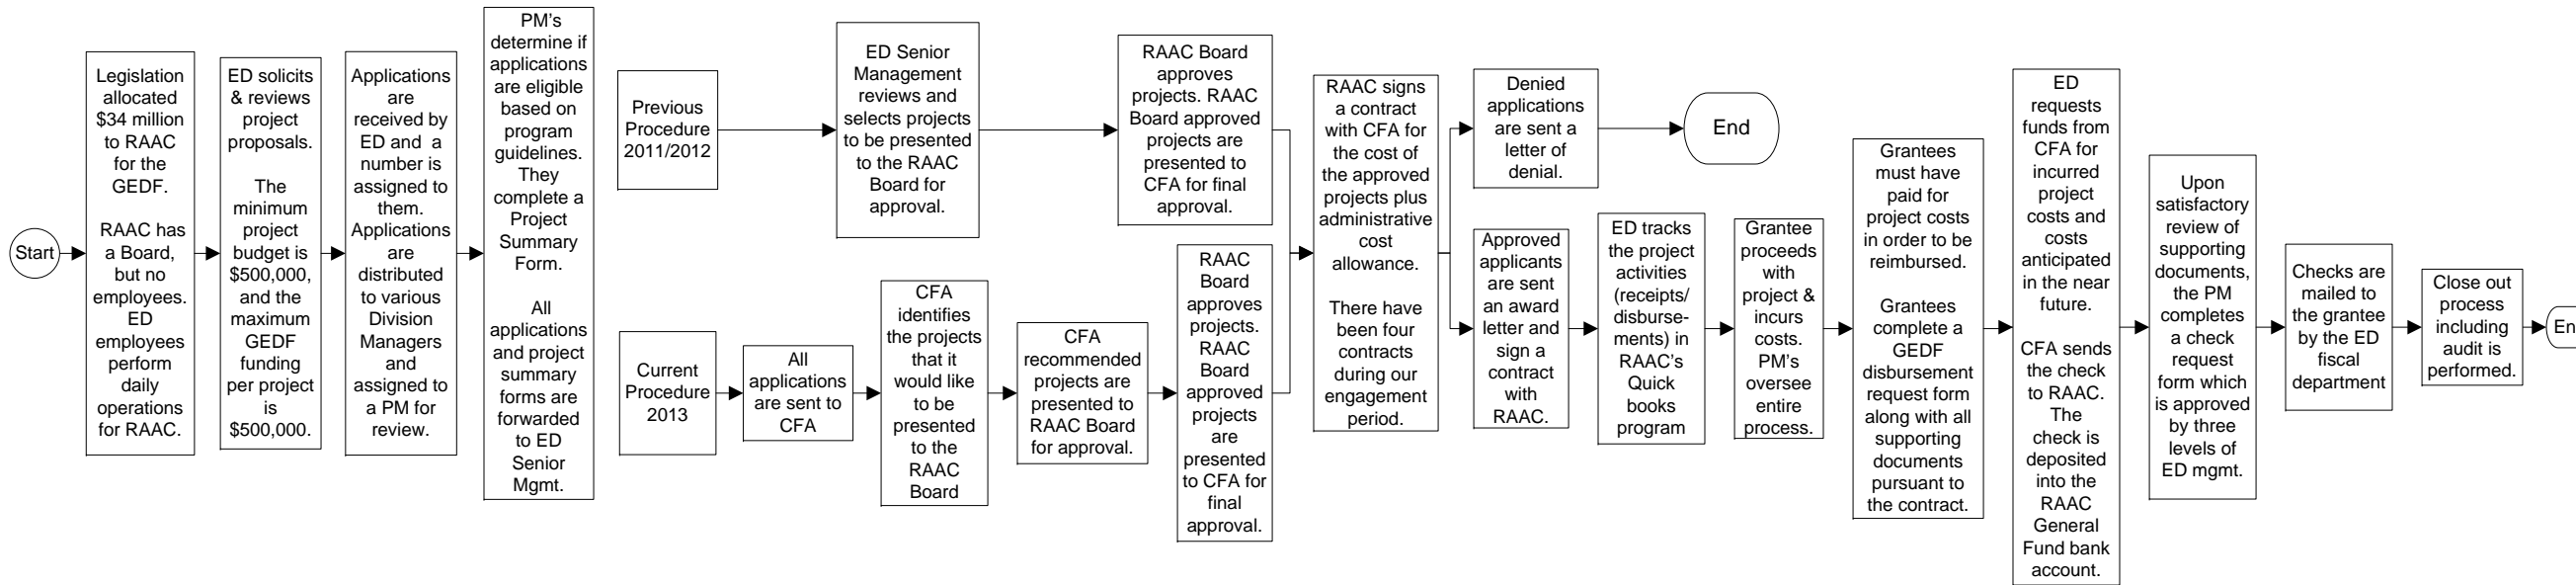 Start
Legislation
allocated
$34 million
to RAAC
for the
GEDF.
RAAC has
a Board,
but no
employees.
ED
employees
perform
daily
operations
for RAAC.
ED solicits
& reviews
project
proposals.
The
minimum
project
budget is
$500,000,
and the
maximum
GEDF
funding
per project
is
$500,000.
Applications
are
received by
ED and a
number is
assigned to
them.
Applications
are
distributed
to various
Division
Managers
and
assigned to
a PM for
review.
PM's
determine if
applications
are eligible
based on
program
guidelines.
They
complete a
Project
Summary
Form.
All
applications
and project
summary
forms are
forwarded
to ED
Senior
Mgmt.
Previous
Procedure
2011/2012
ED Senior
Management
reviews and
selects projects
to be presented
to the RAAC
Board for
approval.
RAAC Board
approves
projects. RAAC
Board approved
projects are
presented to
CFA for final
approval.
Current
Procedure
2013
All
applications
are sent to
CFA
CFA
identifies
the projects
that it
would like
to be
presented
to the
RAAC
Board
CFA
recommended
projects are
presented to
RAAC Board
for approval.
RAAC
Board
approves
projects.
RAAC
Board
approved
projects
are
presented
to CFA for
final
approval.
RAAC signs
a contract
with CFA for
the cost of
the approved
projects plus
administrative
cost
allowance.
There have
been four
contracts
during our
engagement
period.
Denied
applications
are sent a
letter of
denial.
End
Approved
applicants
are sent
an award
letter and
sign a
contract
with
RAAC.
ED tracks
the project
activities
(receipts/
disburse-
ments) in
RAAC's
Quick
books
program
Grantee
proceeds
with
project &
incurs
costs.
PM's
oversee
entire
process.
Grantees
must have
paid for
project costs
in order to be
reimbursed.
Grantees
complete a
GEDF
disbursement
request form
along with all
supporting
documents
pursuant to
the contract.
ED
requests
funds from
CFA for
incurred
project
costs and
costs
anticipated
in the near
future.
CFA sends
the check
to RAAC.
The
check is
deposited
into the
RAAC
General
Fund bank
account.
Upon
satisfactory
review of
supporting
documents,
the PM
completes
a check
request
form which
is approved
by three
levels of
ED mgmt.
Checks are
mailed to
the grantee
by the ED
fiscal
department
Close out
process
including
audit is
performed.